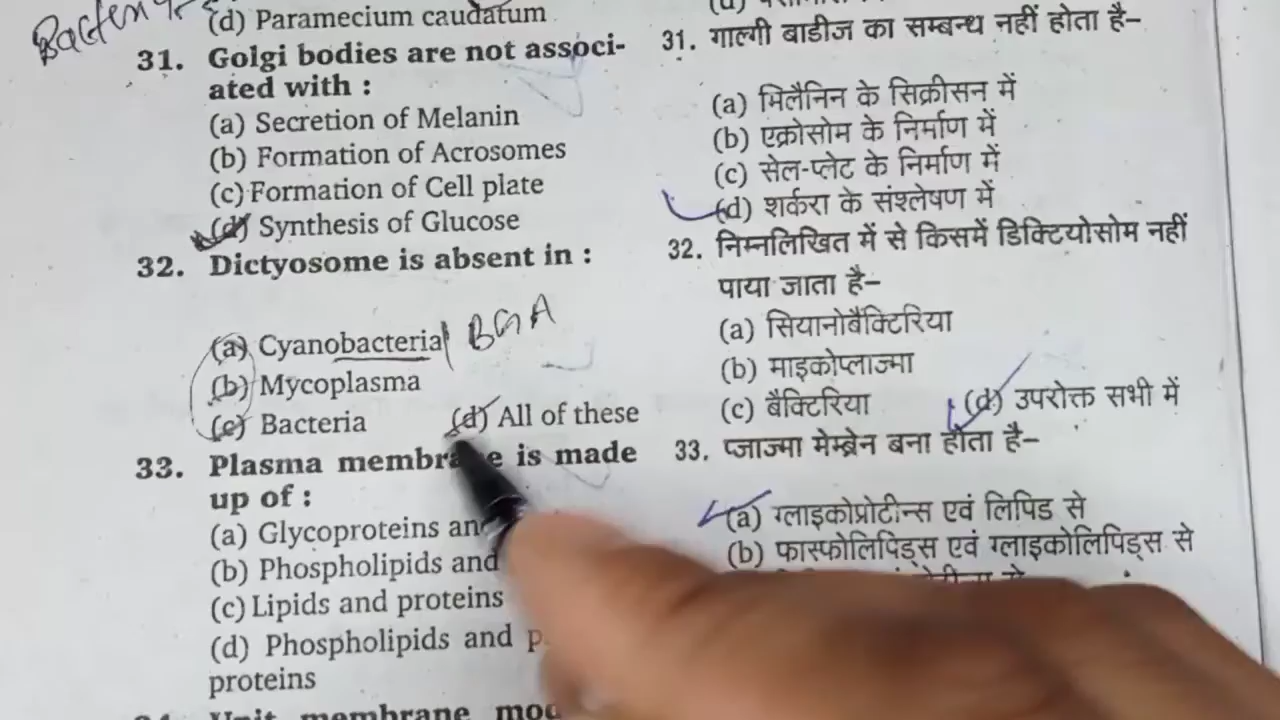 (d) Paramecium caudatum
31. Golgi bodies are not associ-
ated with :
(a) Secretion of Melanin
(b) Formation of Acrosomes
(c) Formation of Cell plate
(d) Synthesis of Glucose
32. Dictyosome is absent in :
(a) Cyanobacteria BGA
(b) Mycoplasma
(c) Bacteria (d) All of these
33. Plasma membrane is made
up of :
(a) Glycoproteins
(b) Phospholipids and
(c) Lipids and proteins
(d) Phospholipids and
proteins
31. गाल्गी बाडीज का सम्बन्ध नहीं होता है–
(a) मिलैनिन के सिक्रीसन में
(b) एक्रोसोम के निर्माण में
(c) सेल-प्लेट के निर्माण में
(d) शर्करा के संश्लेषण में
32. निम्नलिखित में से किसमें डिक्टियोसोम नहीं
पाया जाता है–
(a) सियानोबैक्टिरिया
(b) माइकोप्लाज्मा
(c) बैक्टिरिया (d) उपरोक्त सभी में
33. प्जाज्मा मेम्ब्रेन बना होता है–
(a) ग्लाइकोप्रोटीन्स एवं लिपिड से
(b) फास्फोलिपिड्स एवं ग्लाइकोलिपिड्स से